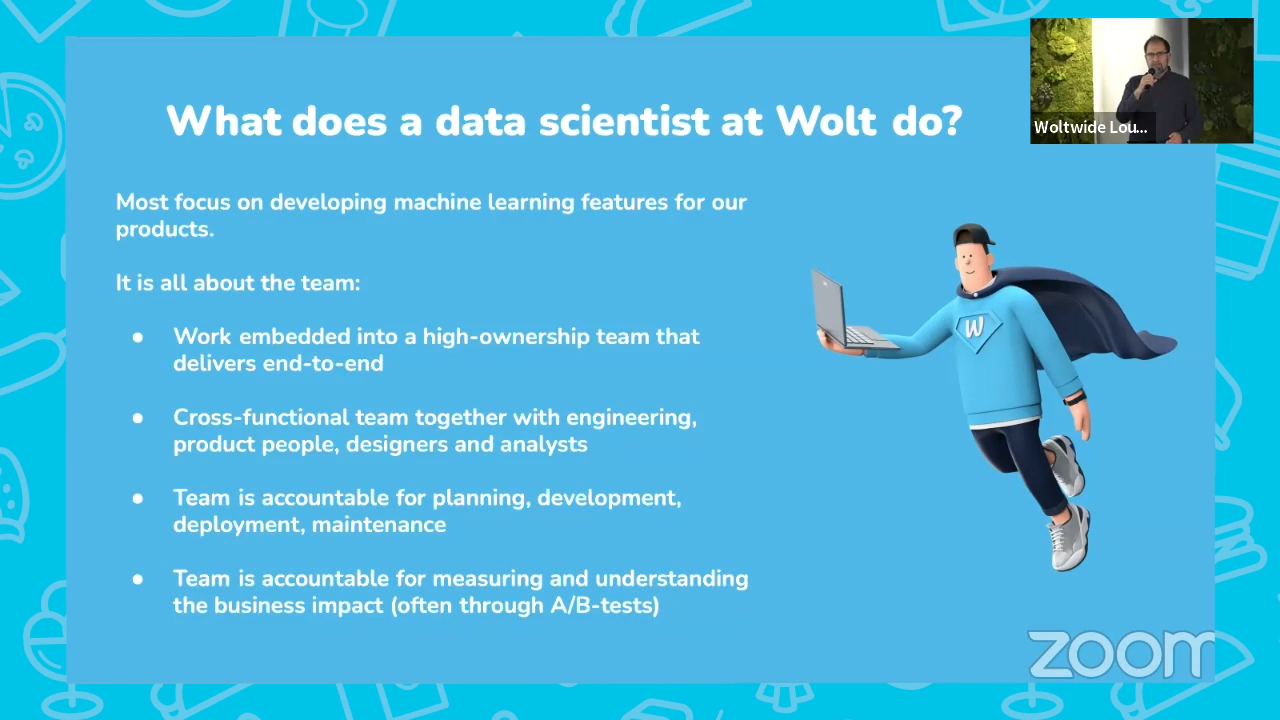 What does a data scientist at Wolt do?
Woltwide Lou...
Most focus on developing machine learning features for our
products.
It is all about the team:
● Work embedded into a high-ownership team that
delivers end-to-end
● Cross-functional team together with engineering,
product people, designers and analysts
● Team is accountable for planning, development,
deployment, maintenance
● Team is accountable for measuring and understanding
the business impact (often through A/B-tests)
W
zoom